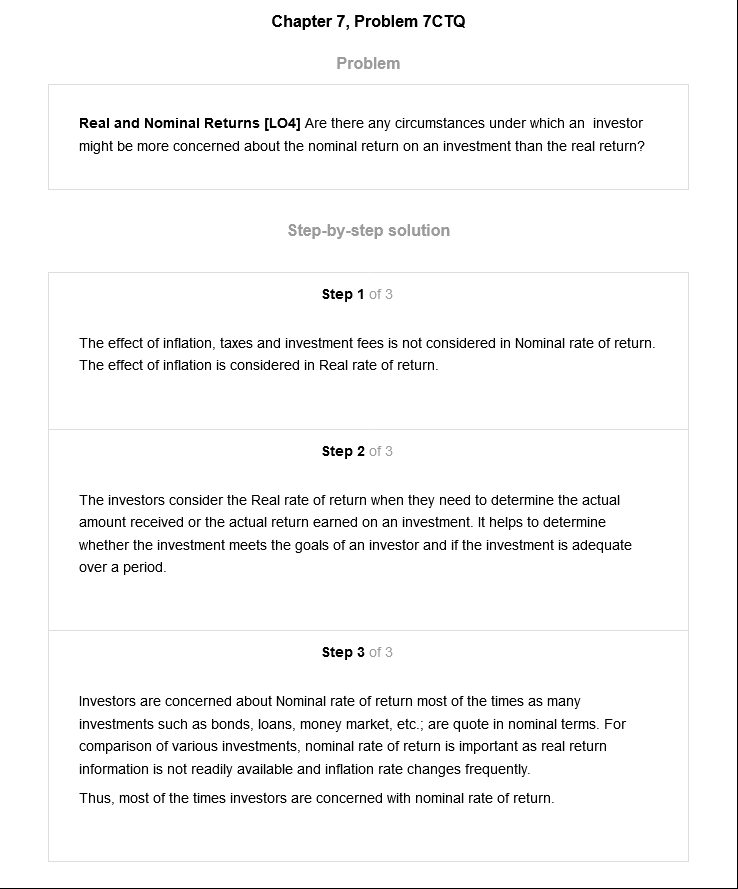 Chapter 7, Problem 7CTQ
Problem
Real and Nominal Returns [LO4] Are there any circumstances under which an  investor
might be more concerned about the nominal return on an investment than the real return?
Step-by-step solution
Step 1 of 3
The effect of inflation, taxes and investment fees is not considered in Nominal rate of return.
The effect of inflation is considered in Real rate of return.
Step 2 of 3
The investors consider the Real rate of return when they need to determine the actual
amount received or the actual return earned on an investment. It helps to determine
whether the investment meets the goals of an investor and if the investment is adequate
over a period.
Step 3 of 3
Investors are concerned about Nominal rate of return most of the times as many
investments such as bonds, loans, money market, etc.; are quote in nominal terms. For
comparison of various investments, nominal rate of return is important as real return
information is not readily available and inflation rate changes frequently.
Thus, most of the times investors are concerned with nominal rate of return.